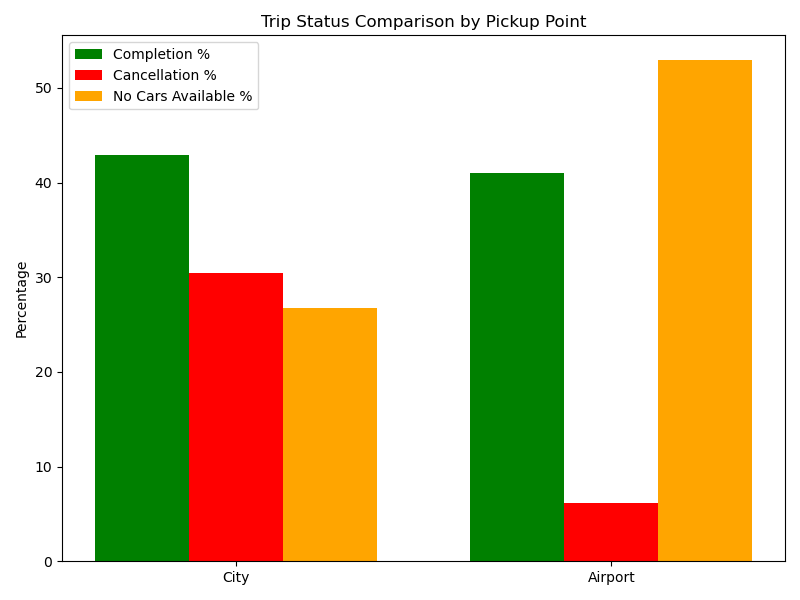 Trip Status Comparison by Pickup Point
Completion %
Cancellation %
No Cars Available %
Percentage
50
40
30
20
10
0
City
Airport